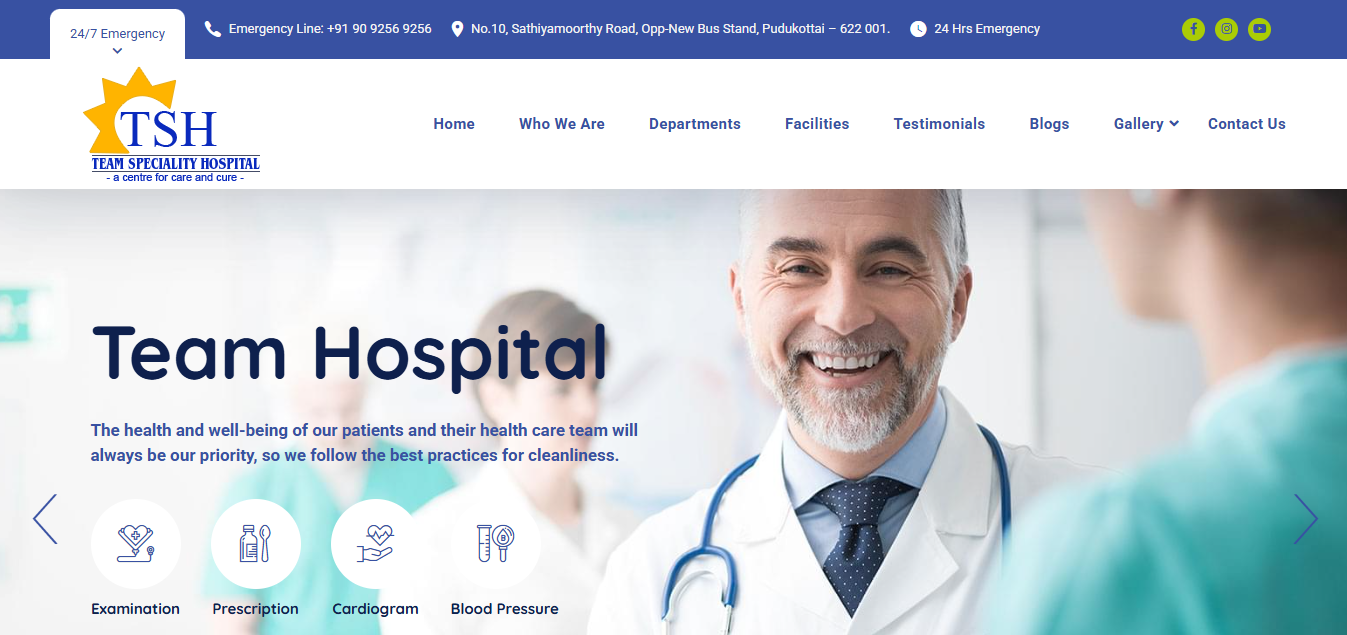 24/7 Emergency
Emergency Line: +91 90 9256 9256
No.10, Sathiyamoorthy Road, Opp-New Bus Stand, Pudukottai – 622 001.
24 Hrs Emergency
TSH
TEAM SPECIALITY HOSPITAL
- a centre for care and cure -
Home
Who We Are
Departments
Facilities
Testimonials
Blogs
Gallery
Contact Us
Team Hospital
The health and well-being of our patients and their health care team will
always be our priority, so we follow the best practices for cleanliness.
Examination
Prescription
Cardiogram
Blood Pressure